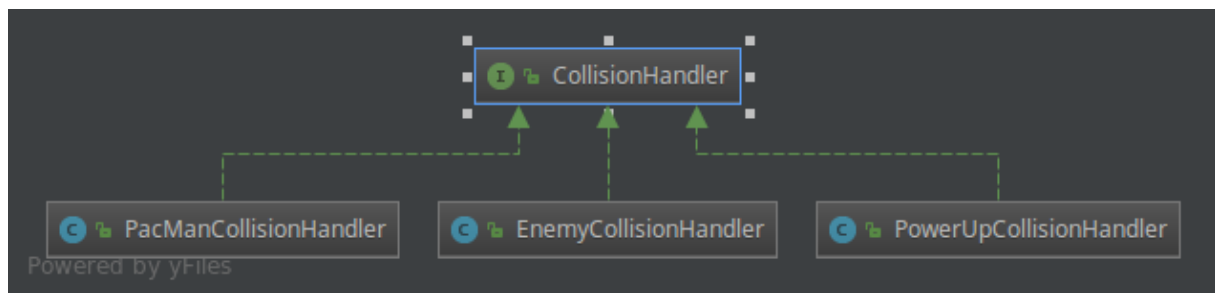 I CollisionHandler
C PacManCollisionHandler
C EnemyCollisionHandler
C PowerUpCollisionHandler
Powered by yFiles